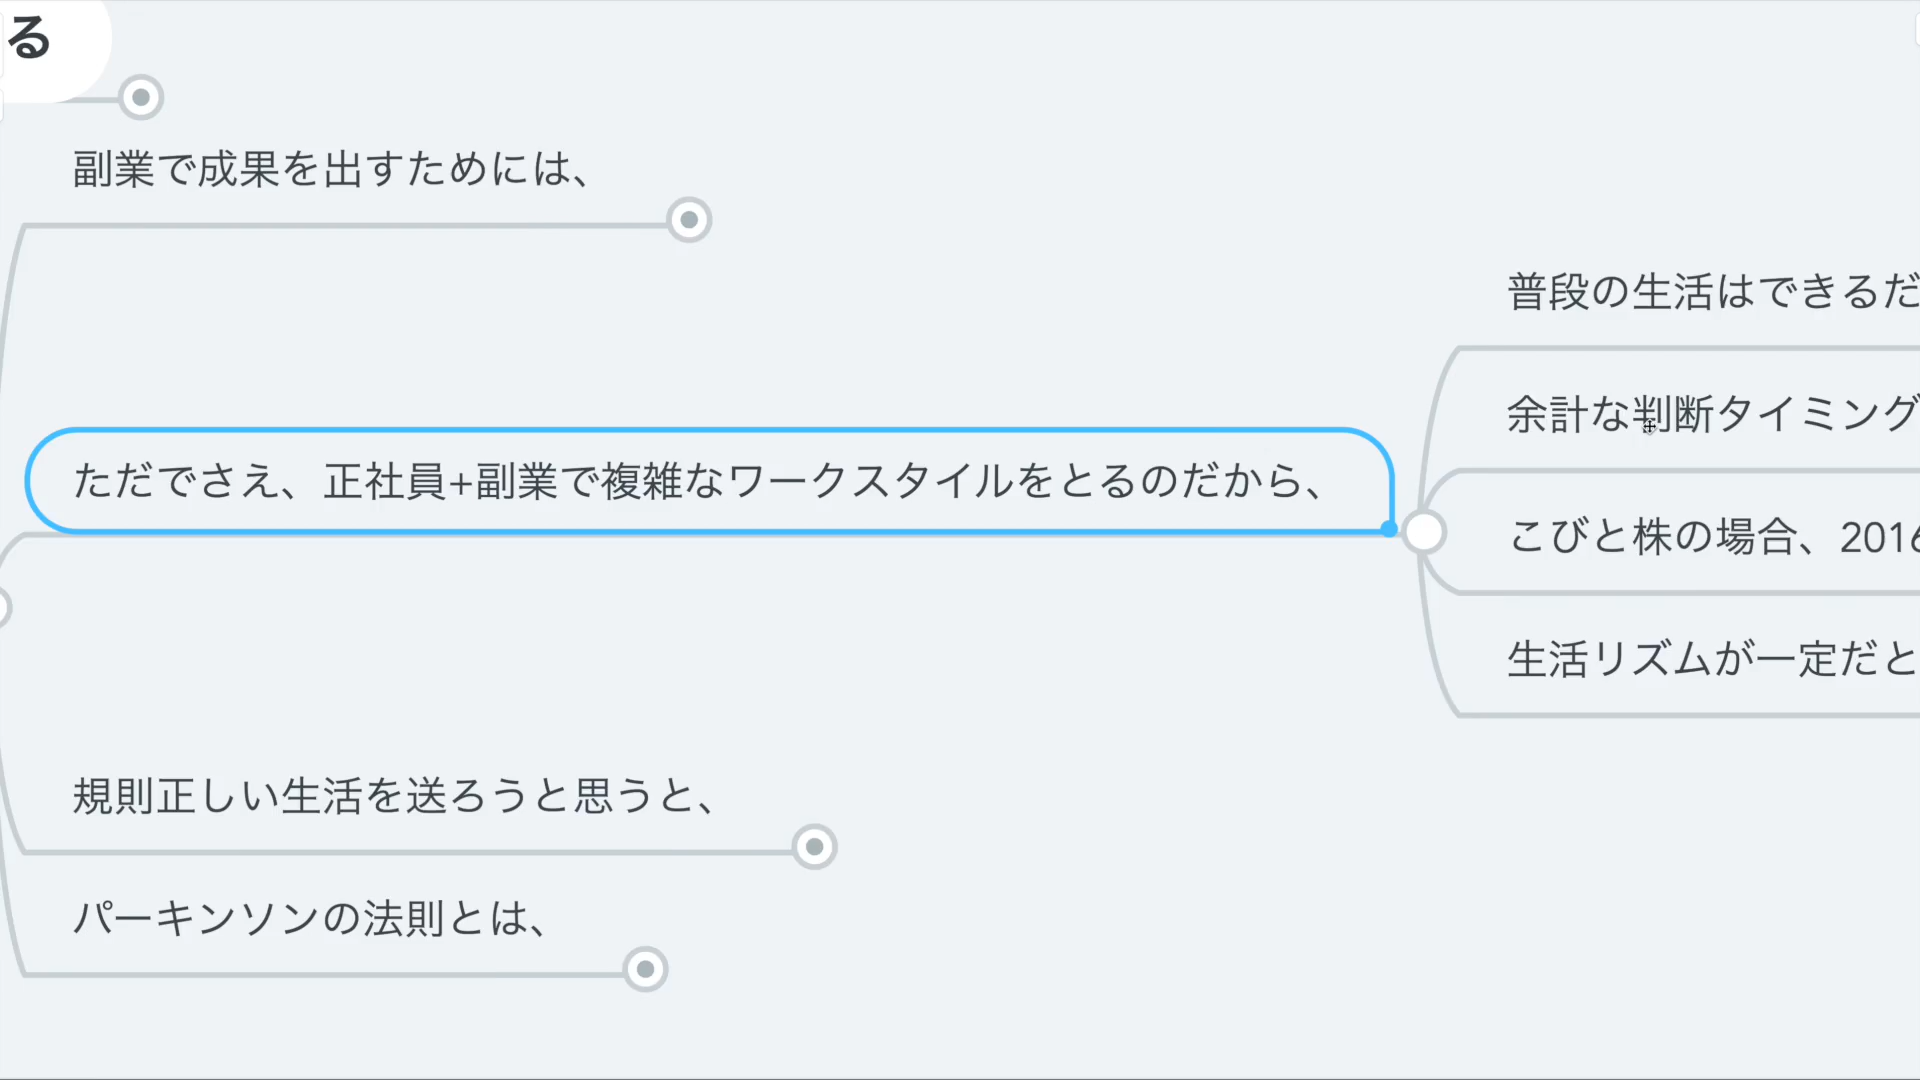 る
副業で成果を出すためには、
普段の生活はできるだ
余計な判断タイミング
ただでさえ、正社員+副業で複雑なワークスタイルをとるのだから、
こびと株の場合、2016
生活リズムが一定だと
規則正しい生活を送ろうと思うと、
パーキンソンの法則とは、